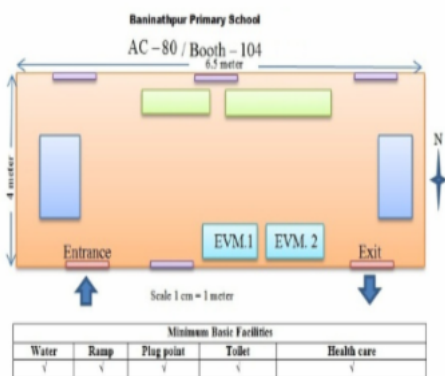 Baninathpur Primary School
AC – 80 / Booth – 104
6.5 meter
4 meter
N
EVM.1 EVM. 2
Entrance Exit
Scale 1 cm = 1 meter
Minimum Basic Facilities
Water Ramp Plug point Toilet Health care
√ √ √ √ √